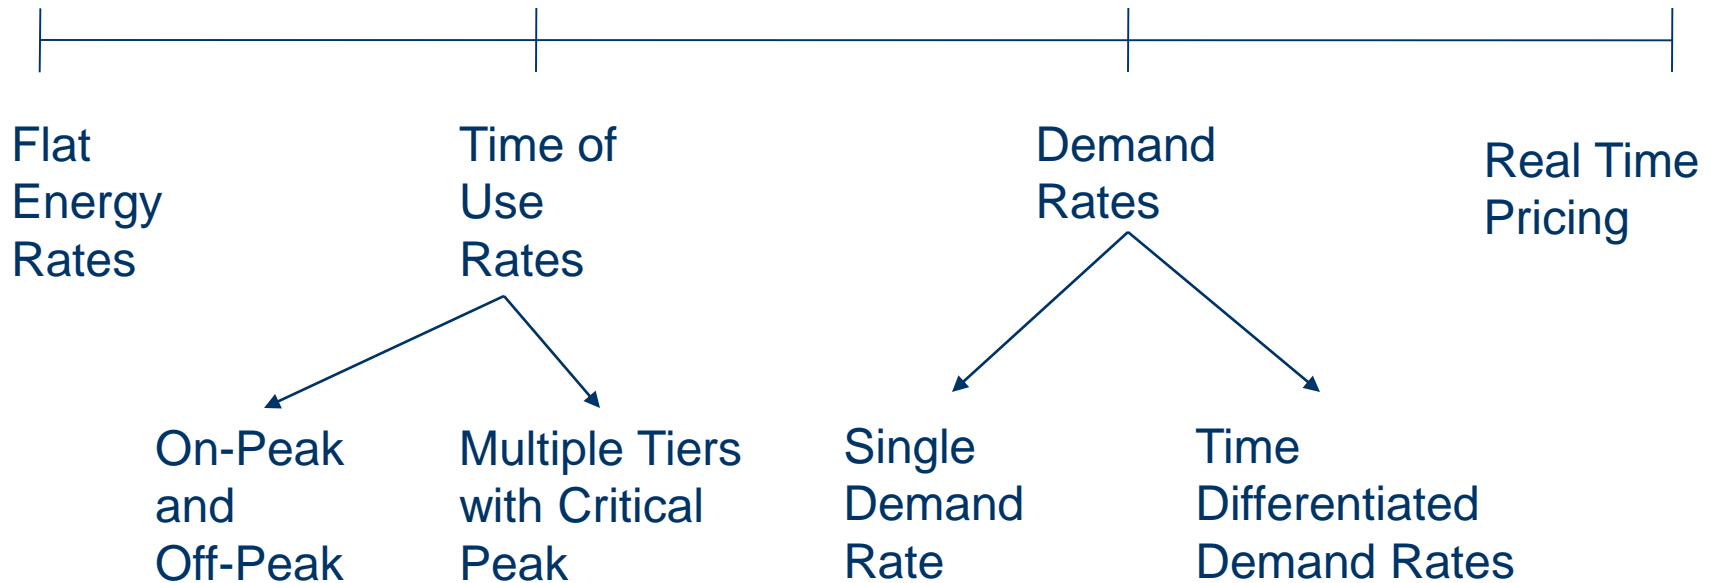 Flat
Energy
Rates
Time of
Use
Rates
Demand
Rates
Real Time
Pricing
On-Peak
and
Off-Peak
Multiple Tiers
with Critical
Peak
Single
Demand
Rate
Time
Differentiated
Demand Rates